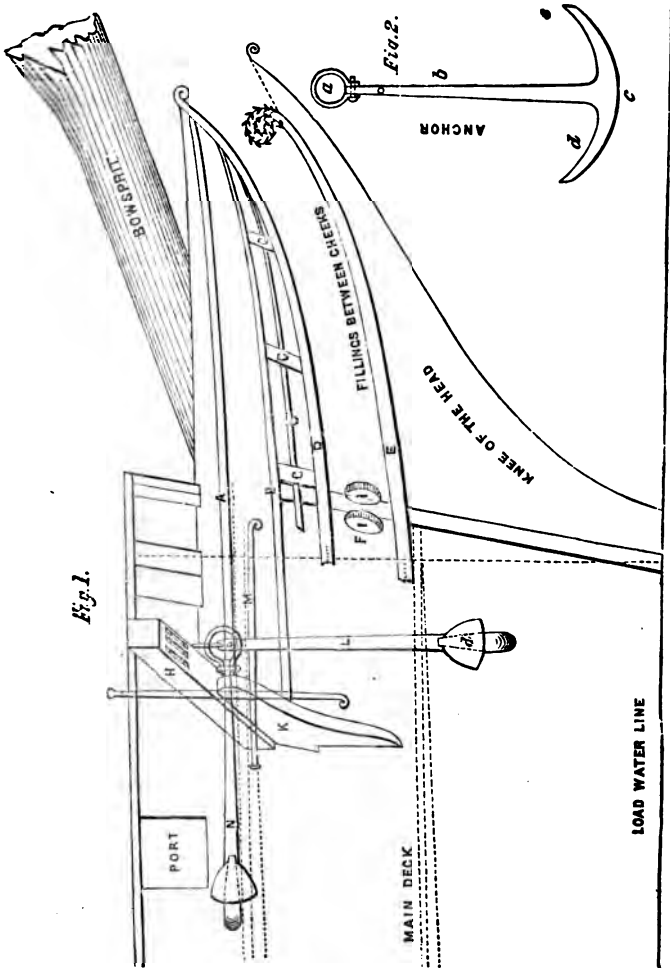 Fig. 1.
BOWSPRIT.
PORT
H
A
C
C
C
D
E
F
I
I
FILLINGS BETWEEN CHEEKS
M
K
L
N
d
MAIN DECK
KNEE OF THE HEAD
LOAD WATER LINE
Fig. 2.
ANCHOR
a
b
c
d
e